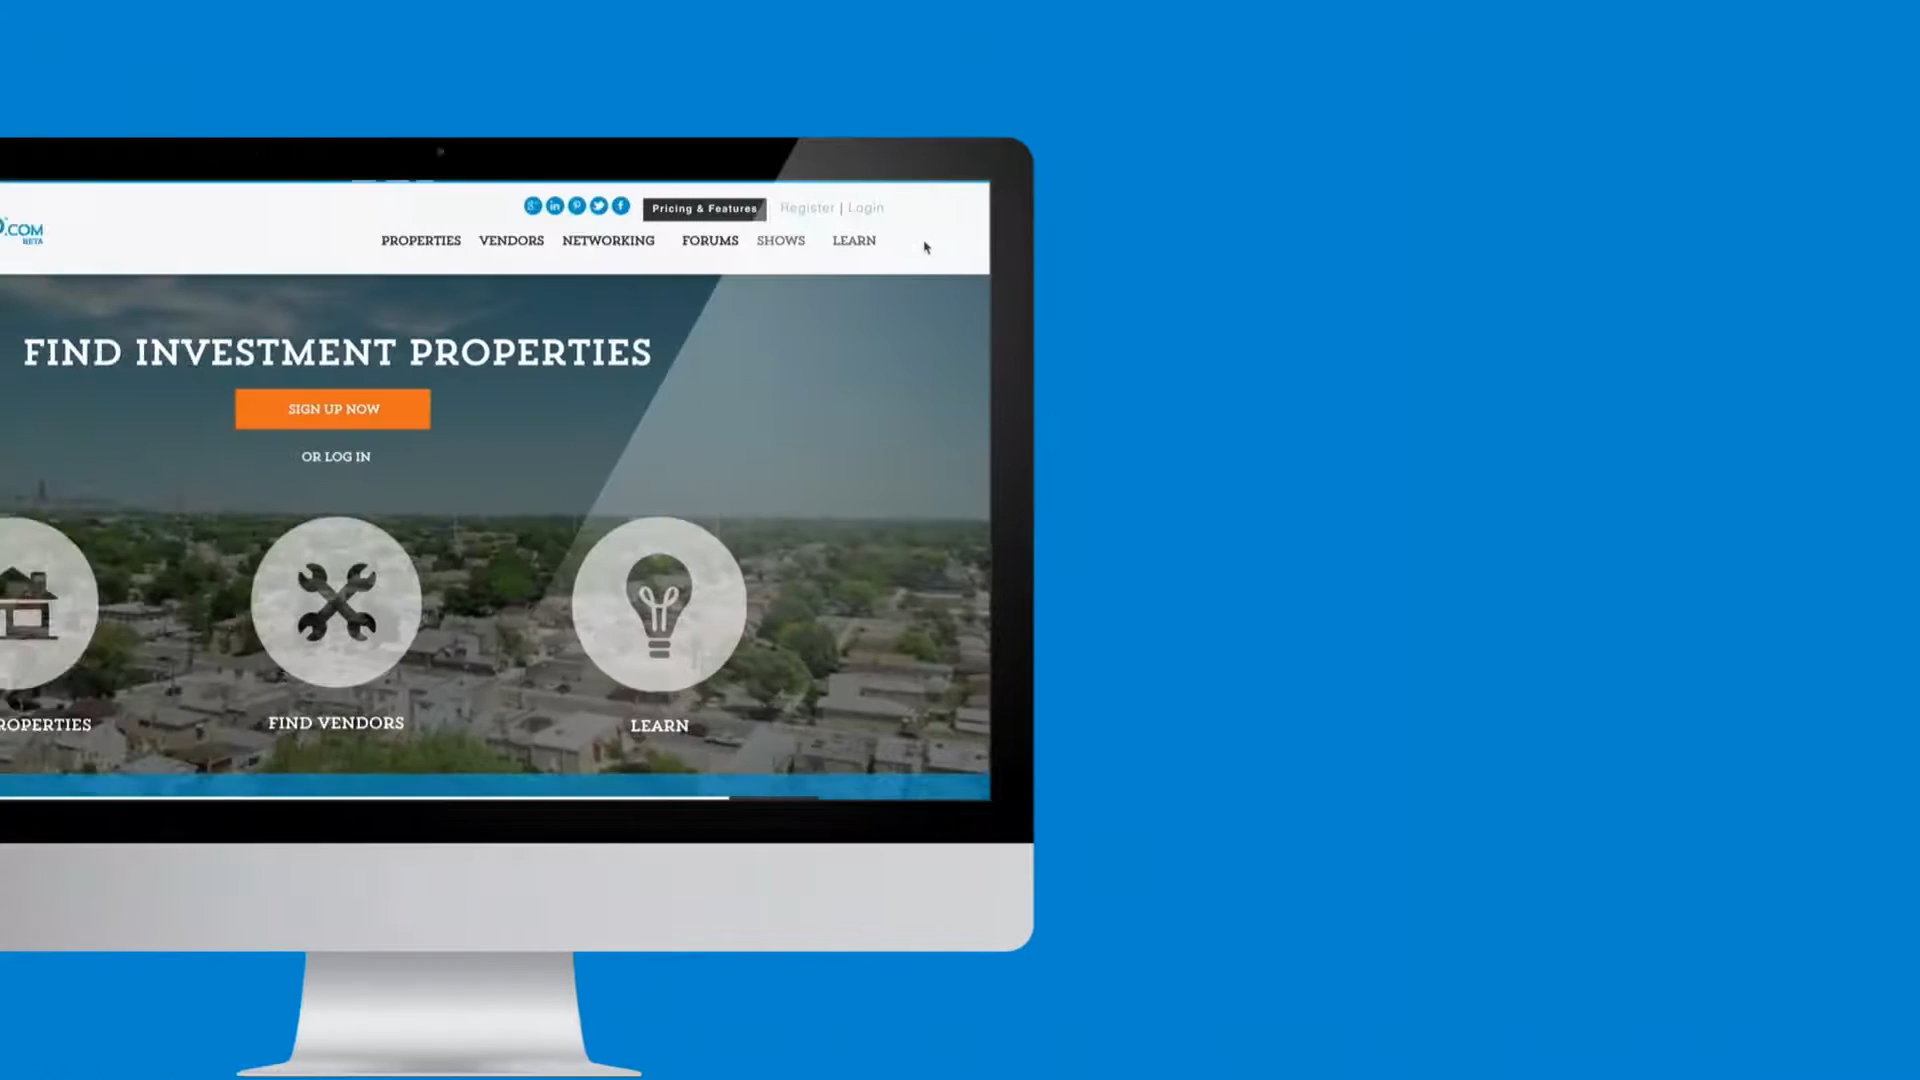 Pricing & Features
Register | Login
.COM
BETA
PROPERTIES VENDORS NETWORKING FORUMS SHOWS LEARN
FIND INVESTMENT PROPERTIES
SIGN UP NOW
OR LOG IN
ROPERTIES
FIND VENDORS
LEARN